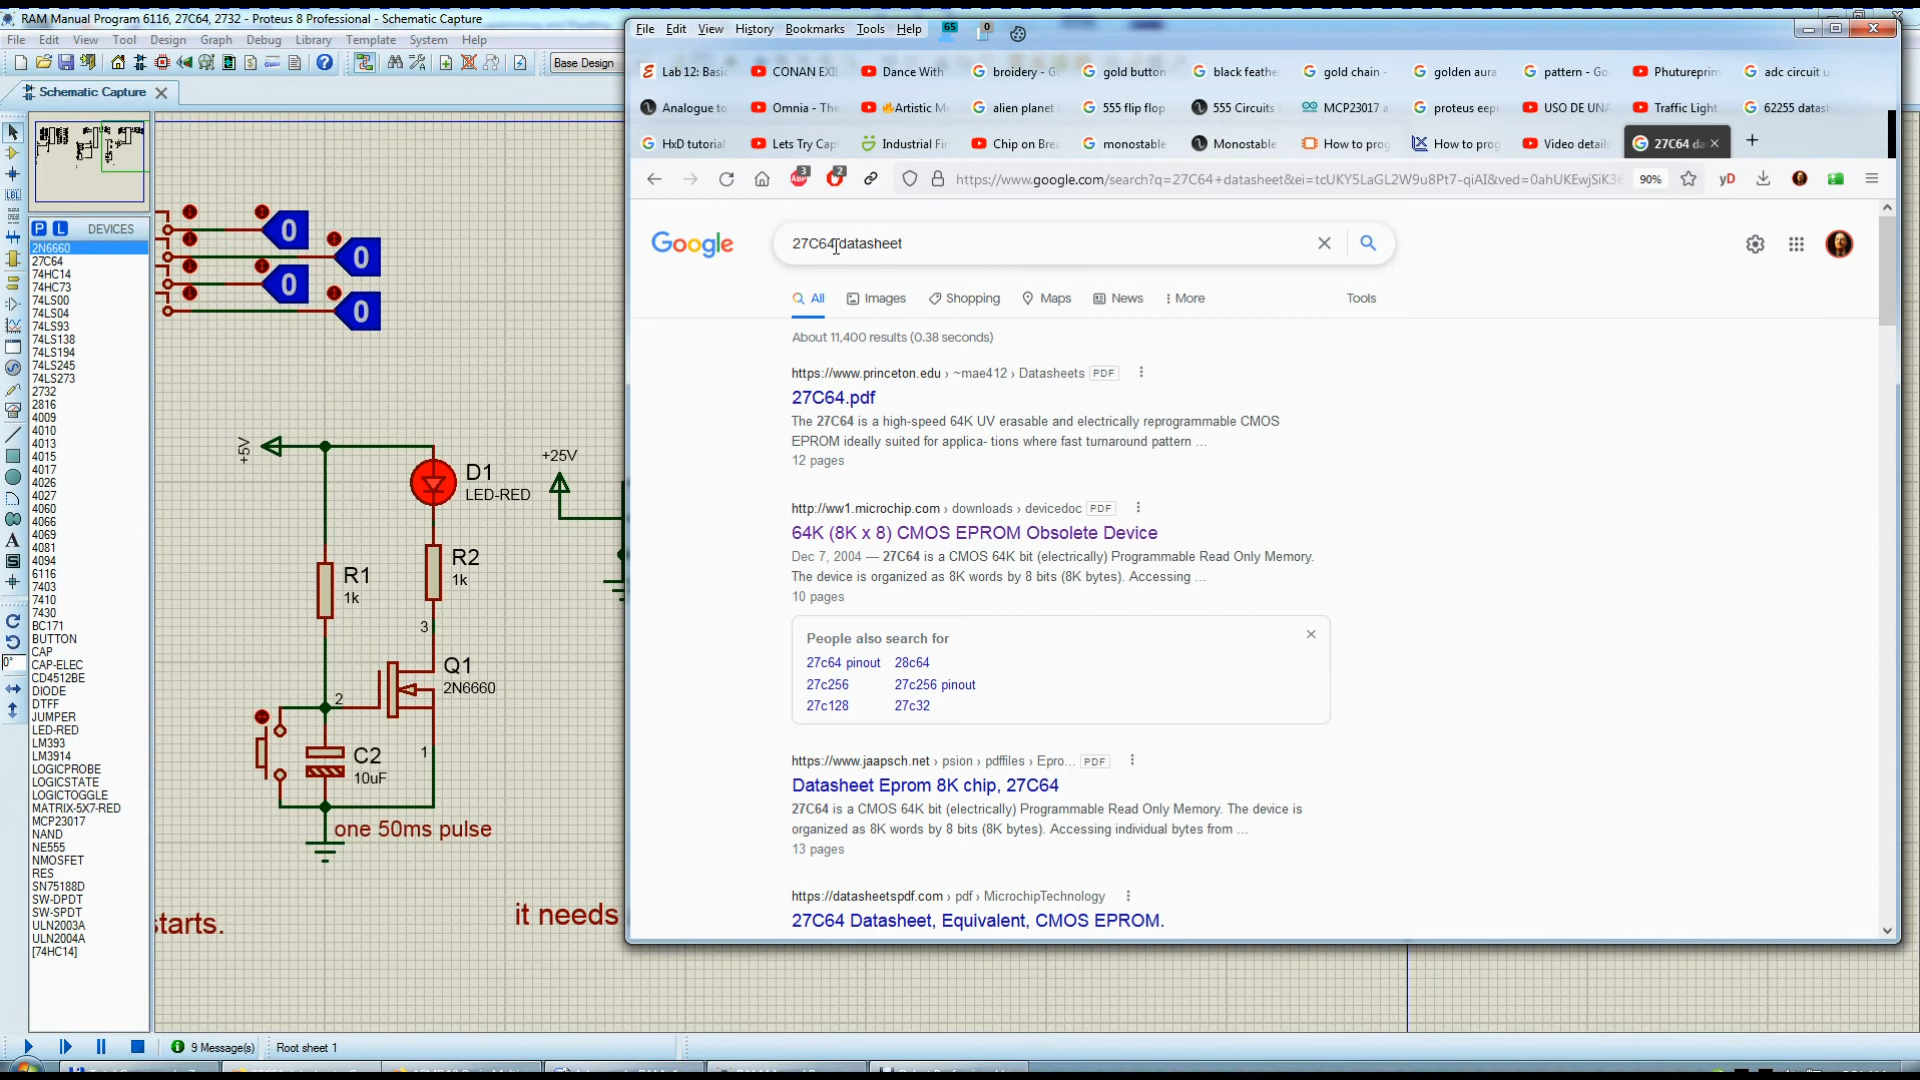 RAM Manual Program 6116, 27C64, 2732 - Proteus 8 Professional - Schematic Capture
File Edit View Tool Design Graph Debug Library Template System Help
Base Design
Schematic Capture
P L DEVICES
2N6660
27C64
74HC14
74HC73
74LS00
74LS04
74LS93
74LS138
74LS194
74LS245
74LS273
2732
2816
4009
4010
4013
4015
4017
4026
4027
4060
4066
4069
4081
4094
6116
7403
7410
7430
BC171
BUTTON
CAP
CAP-ELEC
CD4512BE
DIODE
DTFF
JUMPER
LED-RED
LM393
LM3914
LOGICPROBE
LOGICSTATE
LOGICTOGGLE
MATRIX-5X7-RED
MCP23017
NAND
NE555
NMOSFET
RES
SN75188D
SW-DPDT
SW-SPDT
ULN2003A
ULN2004A
[74HC14]
0°
0
0
0
0
+5V
D1
LED-RED
+25V
R1
1k
R2
1k
3
Q1
2N6660
2
1
C2
10uF
one 50ms pulse
starts.
it needs
9 Message(s) Root sheet 1
File Edit View History Bookmarks Tools Help 65 0
Lab 12: Basi CONAN EXI Dance With broidery - G gold button black feathe gold chain - golden aura pattern - Go Phutureprim adc circuit u
Analogue to Omnia - The Artistic M alien planet 555 flip flop 555 Circuits MCP23017 a proteus eep USO DE UNA Traffic Light 62255 datash
HxD tutorial Lets Try Cap Industrial Fir Chip on Bre monostable Monostable How to prog How to prog Video details 27C64 da
3 2 https://www.google.com/search?q=27C64+datasheet&ei=tcUKY5LaGL2W9u8Pt7-qiAI&ved=0ahUKEwjSiK36 90% yD
Google
27C64 datasheet
All Images Shopping Maps News More Tools
About 11,400 results (0.38 seconds)
https://www.princeton.edu › ~mae412 › Datasheets PDF
27C64.pdf
The 27C64 is a high-speed 64K UV erasable and electrically reprogrammable CMOS
EPROM ideally suited for applica- tions where fast turnaround pattern ...
12 pages
http://ww1.microchip.com › downloads › devicedoc PDF
64K (8K x 8) CMOS EPROM Obsolete Device
Dec 7, 2004 — 27C64 is a CMOS 64K bit (electrically) Programmable Read Only Memory.
The device is organized as 8K words by 8 bits (8K bytes). Accessing ...
10 pages
People also search for
27c64 pinout 28c64
27c256 27c256 pinout
27c128 27c32
https://www.jaapsch.net › psion › pdffiles › Epro... PDF
Datasheet Eprom 8K chip, 27C64
27C64 is a CMOS 64K bit (electrically) Programmable Read Only Memory. The device is
organized as 8K words by 8 bits (8K bytes). Accessing individual bytes from ...
13 pages
https://datasheetspdf.com › pdf › MicrochipTechnology
27C64 Datasheet, Equivalent, CMOS EPROM.